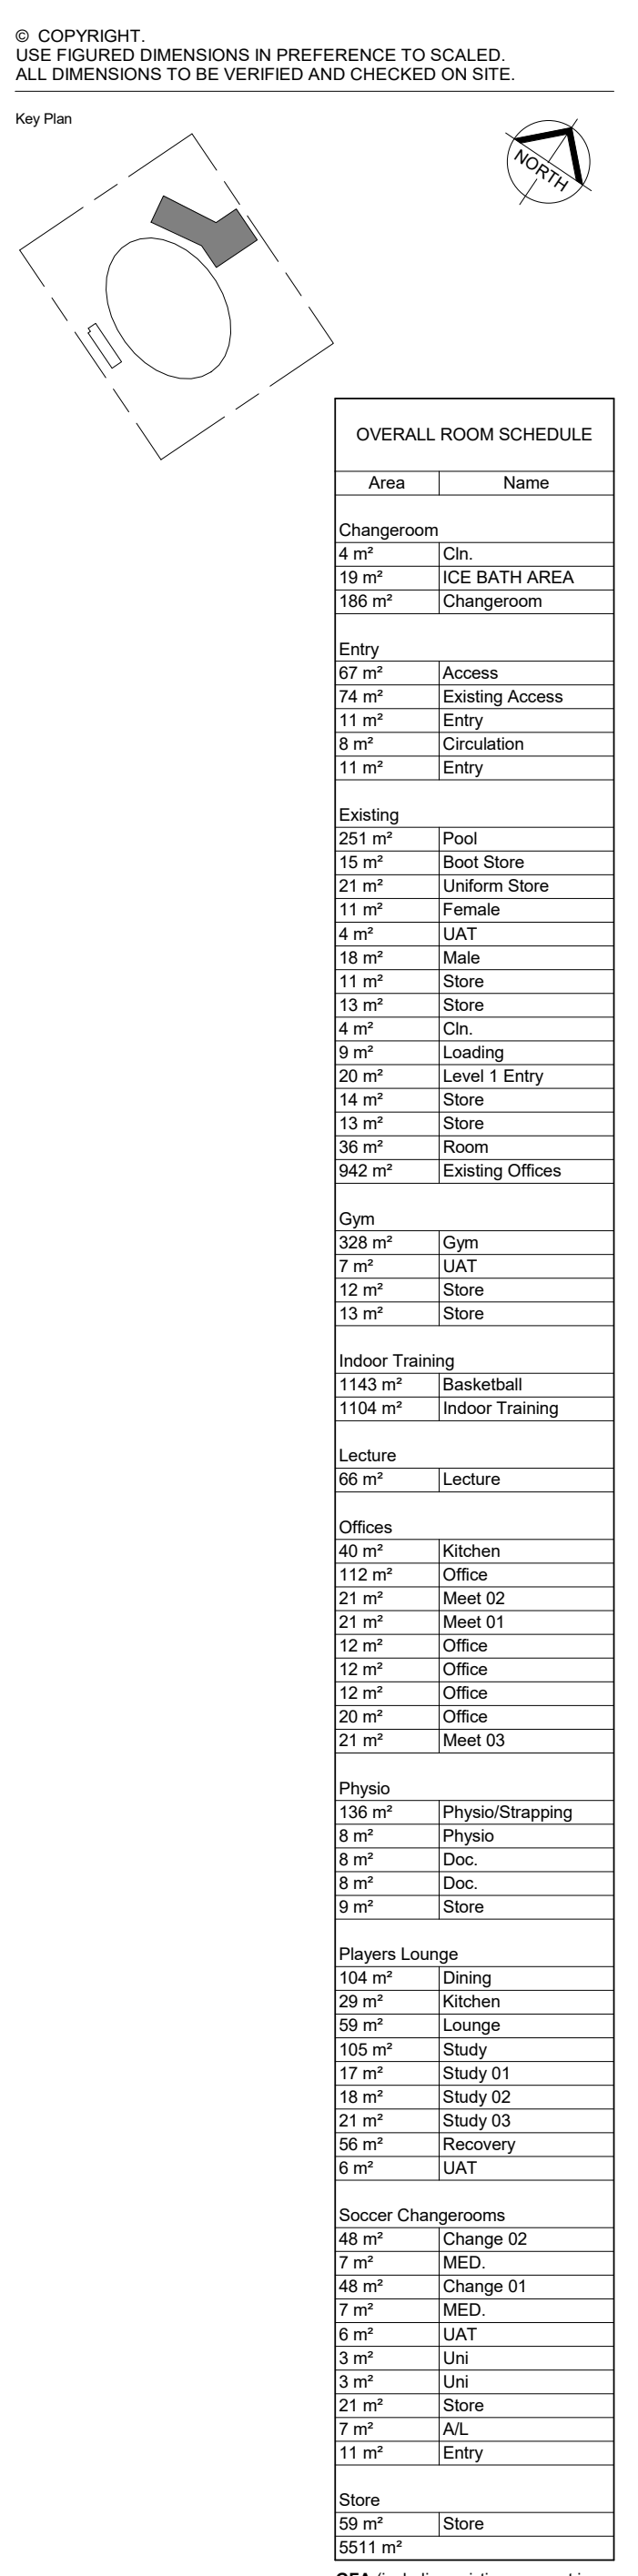 © COPYRIGHT.
USE FIGURED DIMENSIONS IN PREFERENCE TO SCALED.
ALL DIMENSIONS TO BE VERIFIED AND CHECKED ON SITE.
Key Plan
NORTH
OVERALL ROOM SCHEDULE
Area Name
Changeroom
4 m² Cln.
19 m² ICE BATH AREA
186 m² Changeroom
Entry
67 m² Access
74 m² Existing Access
11 m² Entry
8 m² Circulation
11 m² Entry
Existing
251 m² Pool
15 m² Boot Store
21 m² Uniform Store
11 m² Female
4 m² UAT
18 m² Male
11 m² Store
13 m² Store
4 m² Cln.
9 m² Loading
20 m² Level 1 Entry
14 m² Store
13 m² Store
36 m² Room
942 m² Existing Offices
Gym
328 m² Gym
7 m² UAT
12 m² Store
13 m² Store
Indoor Training
1143 m² Basketball
1104 m² Indoor Training
Lecture
66 m² Lecture
Offices
40 m² Kitchen
112 m² Office
21 m² Meet 02
21 m² Meet 01
12 m² Office
12 m² Office
12 m² Office
20 m² Office
21 m² Meet 03
Physio
136 m² Physio/Strapping
8 m² Physio
8 m² Doc.
8 m² Doc.
9 m² Store
Players Lounge
104 m² Dining
29 m² Kitchen
59 m² Lounge
105 m² Study
17 m² Study 01
18 m² Study 02
21 m² Study 03
56 m² Recovery
6 m² UAT
Soccer Changerooms
48 m² Change 02
7 m² MED.
48 m² Change 01
7 m² MED.
6 m² UAT
3 m² Uni
3 m² Uni
21 m² Store
7 m² A/L
11 m² Entry
Store
59 m² Store
5511 m²